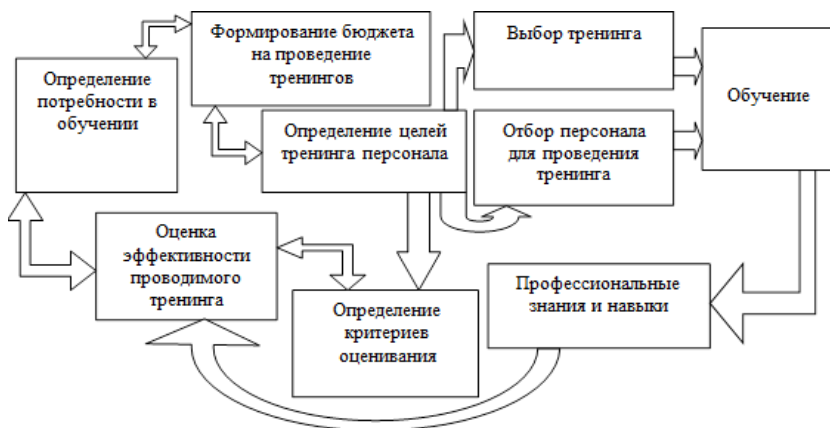 Формирование бюджета
на проведение
тренингов
Выбор тренинга
Определение
потребности в
обучении
Обучение
Определение целей
тренинга персонала
Отбор персонала
для проведения
тренинга
Оценка
эффективности
проводимого
тренинга
Профессиональные
знания и навыки
Определение
критериев
оценивания